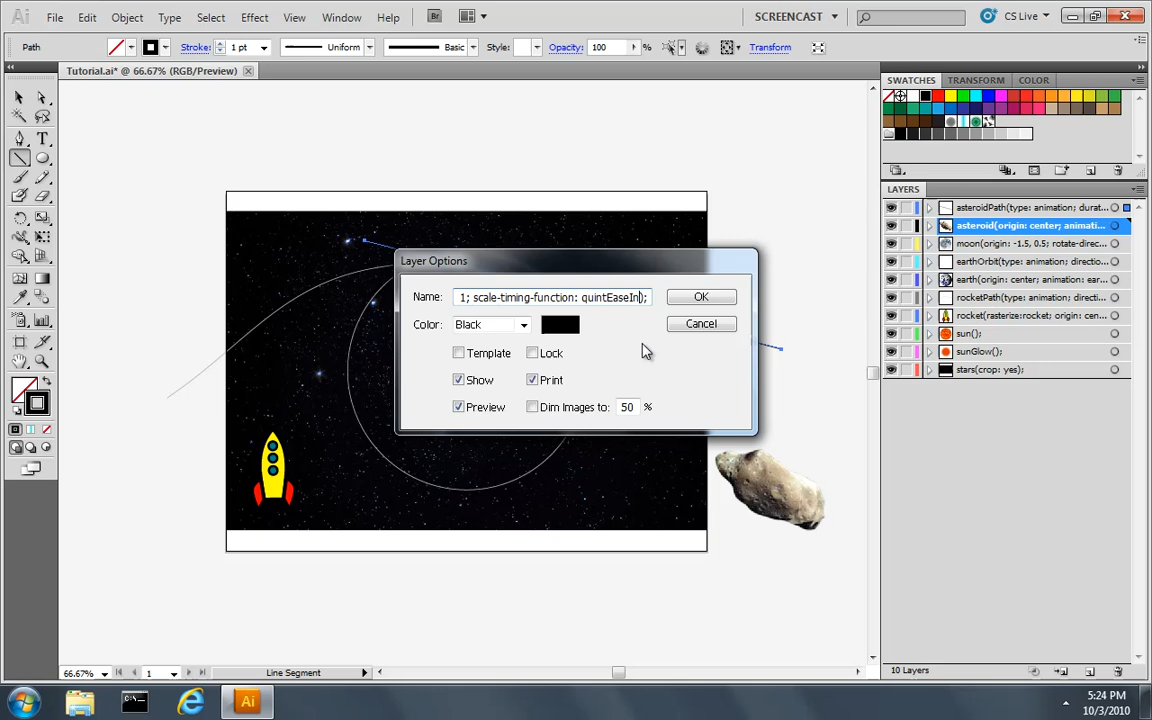 Ai File Edit Object Type Select Effect View Window Help Br SCREENCAST CS Live
Path Stroke: 1 pt Uniform Basic Style: Opacity: 100 % Transform
Tutorial.ai* @ 66.67% (RGB/Preview)
SWATCHES TRANSFORM COLOR
LAYERS
asteroidPath(type: animation; durat...
asteroid(origin: center; animati...
moon(origin: -1.5, 0.5; rotate-dire...
earthOrbit(type: animation; directi...
earth(origin: center; animation: ear...
rocketPath(type: animation; directi...
rocket(rasterize:rocket; origin: cen...
sun();
sunGlow();
stars(crop: yes);
Layer Options
Name: 1; scale-timing-function: quintEaseIn); OK
Color: Black Cancel
Template Lock
Show Print
Preview Dim Images to: 50 %
66.67% 1 Line Segment 10 Layers
Ai 5:24 PM
10/3/2010